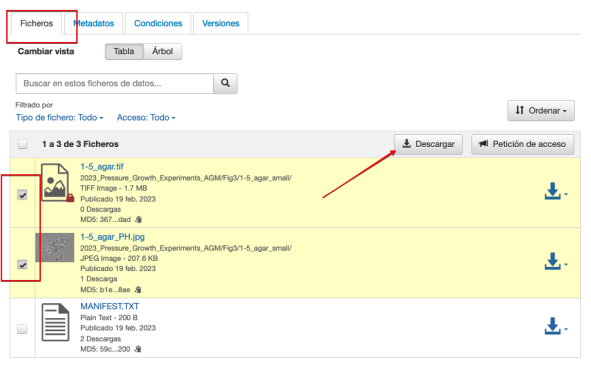 Ficheros Metadatos Condiciones Versiones
Cambiar vista Tabla Árbol
Buscar en estos ficheros de datos...
Filtrado por
Tipo de fichero: Todo Acceso: Todo Ordenar
1 a 3 de 3 Ficheros Descargar Petición de acceso
1-5_agar.tif
2023_Pressure_Growth_Experiments_AGM/Fig3/1-5_agar_small/
TIFF Image - 1.7 MB
Publicado 19 feb. 2023
0 Descargas
MD5: 367...dad
1-5_agar_PH.jpg
2023_Pressure_Growth_Experiments_AGM/Fig3/1-5_agar_small/
JPEG Image - 207.6 KB
Publicado 19 feb. 2023
1 Descarga
MD5: b1e...8ae
MANIFEST.TXT
Plain Text - 200 B
Publicado 19 feb. 2023
2 Descargas
MD5: 59c...200